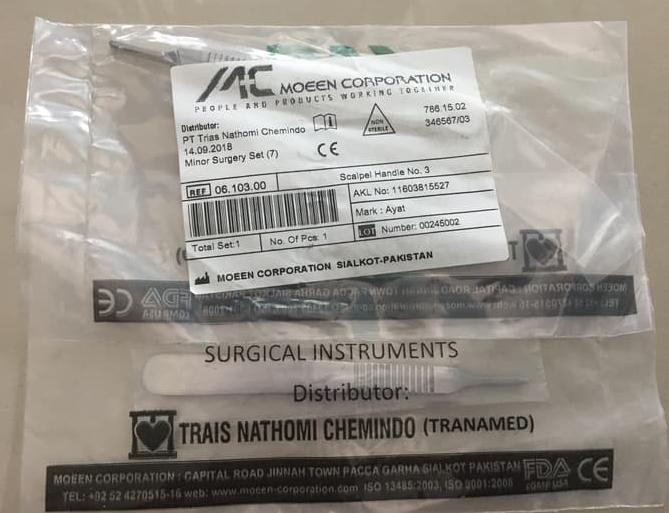 MC MOEEN CORPORATION
PEOPLE AND PRODUCTS WORKING TOGETHER
Distributor:
PT Trias Nathomi Chemindo
14.09.2018
Minor Surgery Set (7)
NON STERILE
786.15.02
346567/03
CE
REF 06.103.00
Scalpel Handle No. 3
AKL No: 11603815527
Mark : Ayat
Total Set:1
No. Of Pcs: 1
LOT Number: 00245002
MOEEN CORPORATION SIALKOT-PAKISTAN
SURGICAL INSTRUMENTS
Distributor:
TRAIS NATHOMI CHEMINDO (TRANAMED)
MOEEN CORPORATION : CAPITAL ROAD JINNAH TOWN PACCA GARHA SIALKOT PAKISTAN
TEL: +92 52 4270515-16 web: www.moeen-corporation.com ISO 13485:2003, ISO 9001:2008
FDA
cGMP USA
CE